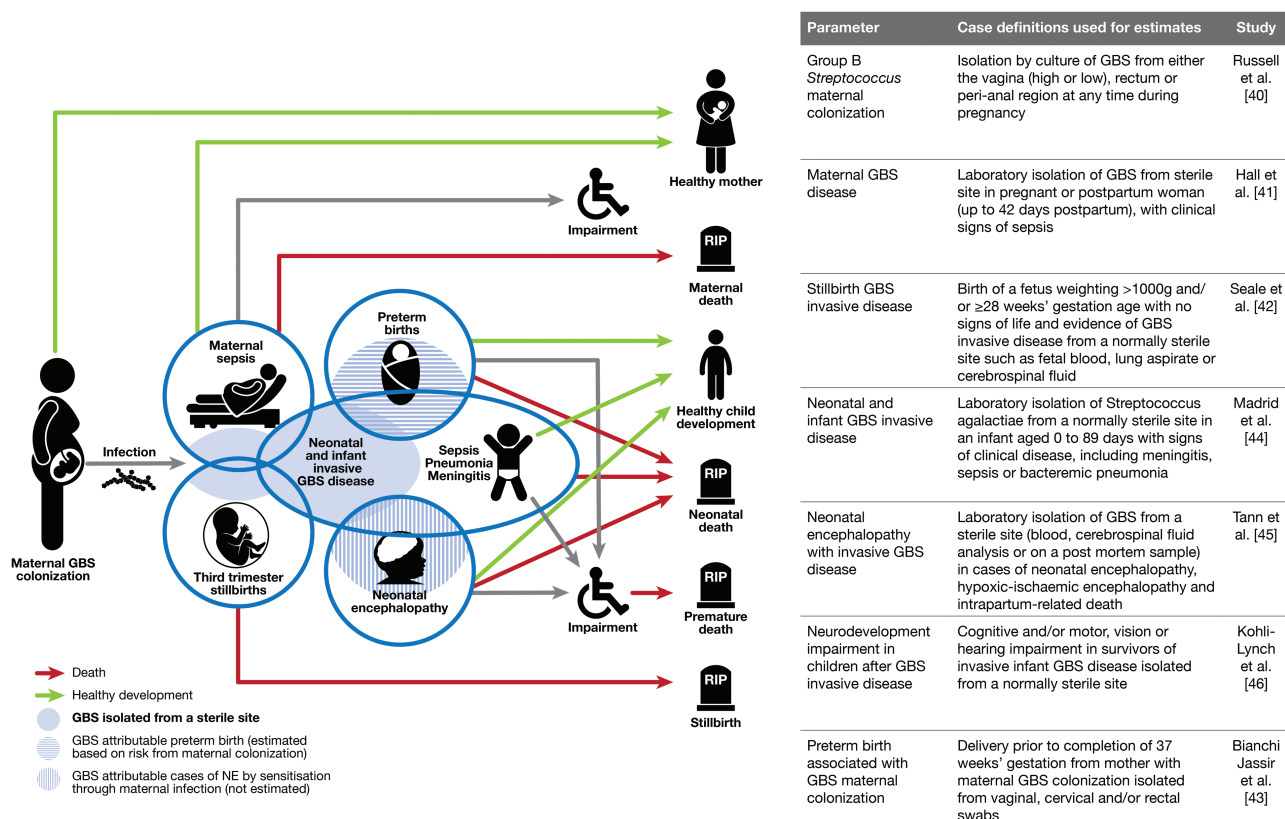 Healthy mother
Impairment
RIP
Maternal
death
Preterm
births
Maternal
sepsis
Healthy child
development
Neonatal
and infant
invasive
GBS disease
Sepsis
Pneumonia
Meningitis
Infection
RIP
Neonatal
death
Maternal GBS
colonization
Third trimester
stillbirths
Neonatal
encephalopathy
Impairment
RIP
Premature
death
RIP
Stillbirth
Death
Healthy development
GBS isolated from a sterile site
GBS attributable preterm birth (estimated
based on risk from maternal colonization)
GBS attributable cases of NE by sensitisation
through maternal infection (not estimated)
Parameter Case definitions used for estimates Study
Group B Isolation by culture of GBS from either Russell
Streptococcus the vagina (high or low), rectum or et al.
maternal peri-anal region at any time during [40]
colonization pregnancy
Maternal GBS Laboratory isolation of GBS from sterile Hall et
disease site in pregnant or postpartum woman al. [41]
(up to 42 days postpartum), with clinical
signs of sepsis
Stillbirth GBS Birth of a fetus weighting >1000g and/ Seale et
invasive disease or ≥28 weeks' gestation age with no al. [42]
signs of life and evidence of GBS
invasive disease from a normally sterile
site such as fetal blood, lung aspirate or
cerebrospinal fluid
Neonatal and Laboratory isolation of Streptococcus Madrid
infant GBS invasive agalactiae from a normally sterile site in et al.
disease an infant aged 0 to 89 days with signs [44]
of clinical disease, including meningitis,
sepsis or bacteremic pneumonia
Neonatal Laboratory isolation of GBS from a Tann et
encephalopathy sterile site (blood, cerebrospinal fluid al. [45]
with invasive GBS analysis or on a post mortem sample)
disease in cases of neonatal encephalopathy,
hypoxic-ischaemic encephalopathy and
intrapartum-related death
Neurodevelopment Cognitive and/or motor, vision or Kohli-
impairment in hearing impairment in survivors of Lynch
children after GBS invasive infant GBS disease isolated et al.
invasive disease from a normally sterile site [46]
Preterm birth Delivery prior to completion of 37 Bianchi
associated with weeks' gestation from mother with Jassir
GBS maternal maternal GBS colonization isolated et al.
colonization from vaginal, cervical and/or rectal [43]
swabs